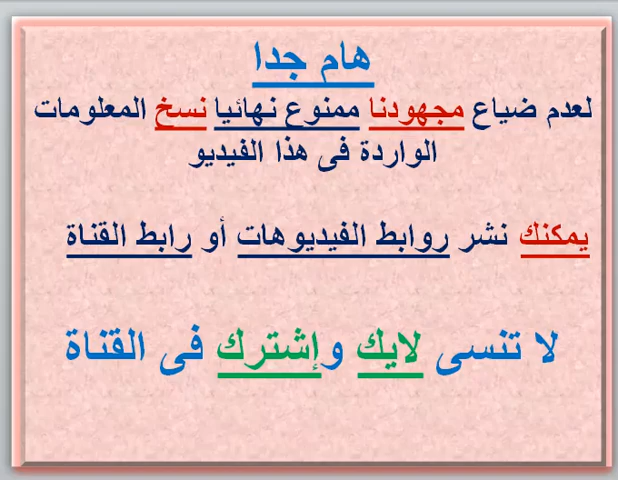 هام جدا
لعدم ضياع مجهودنا ممنوع نهائيا نسخ المعلومات
الواردة فى هذا الفيديو
يمكنك نشر روابط الفيديوهات أو رابط القناة
لا تنسى لايك وإشترك فى القناة